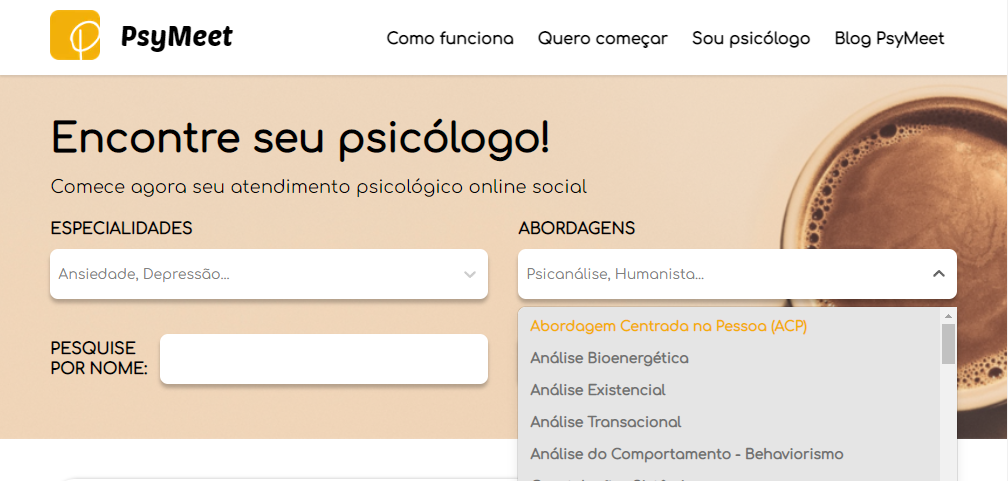 PsyMeet
Como funciona
Quero começar
Sou psicólogo
Blog PsyMeet
Encontre seu psicólogo!
Comece agora seu atendimento psicológico online social
ESPECIALIDADES
Ansiedade, Depressão...
ABORDAGENS
Psicanálise, Humanista...
PESQUISE
POR NOME:
Abordagem Centrada na Pessoa (ACP)
Análise Bioenergética
Análise Existencial
Análise Transacional
Análise do Comportamento - Behaviorismo